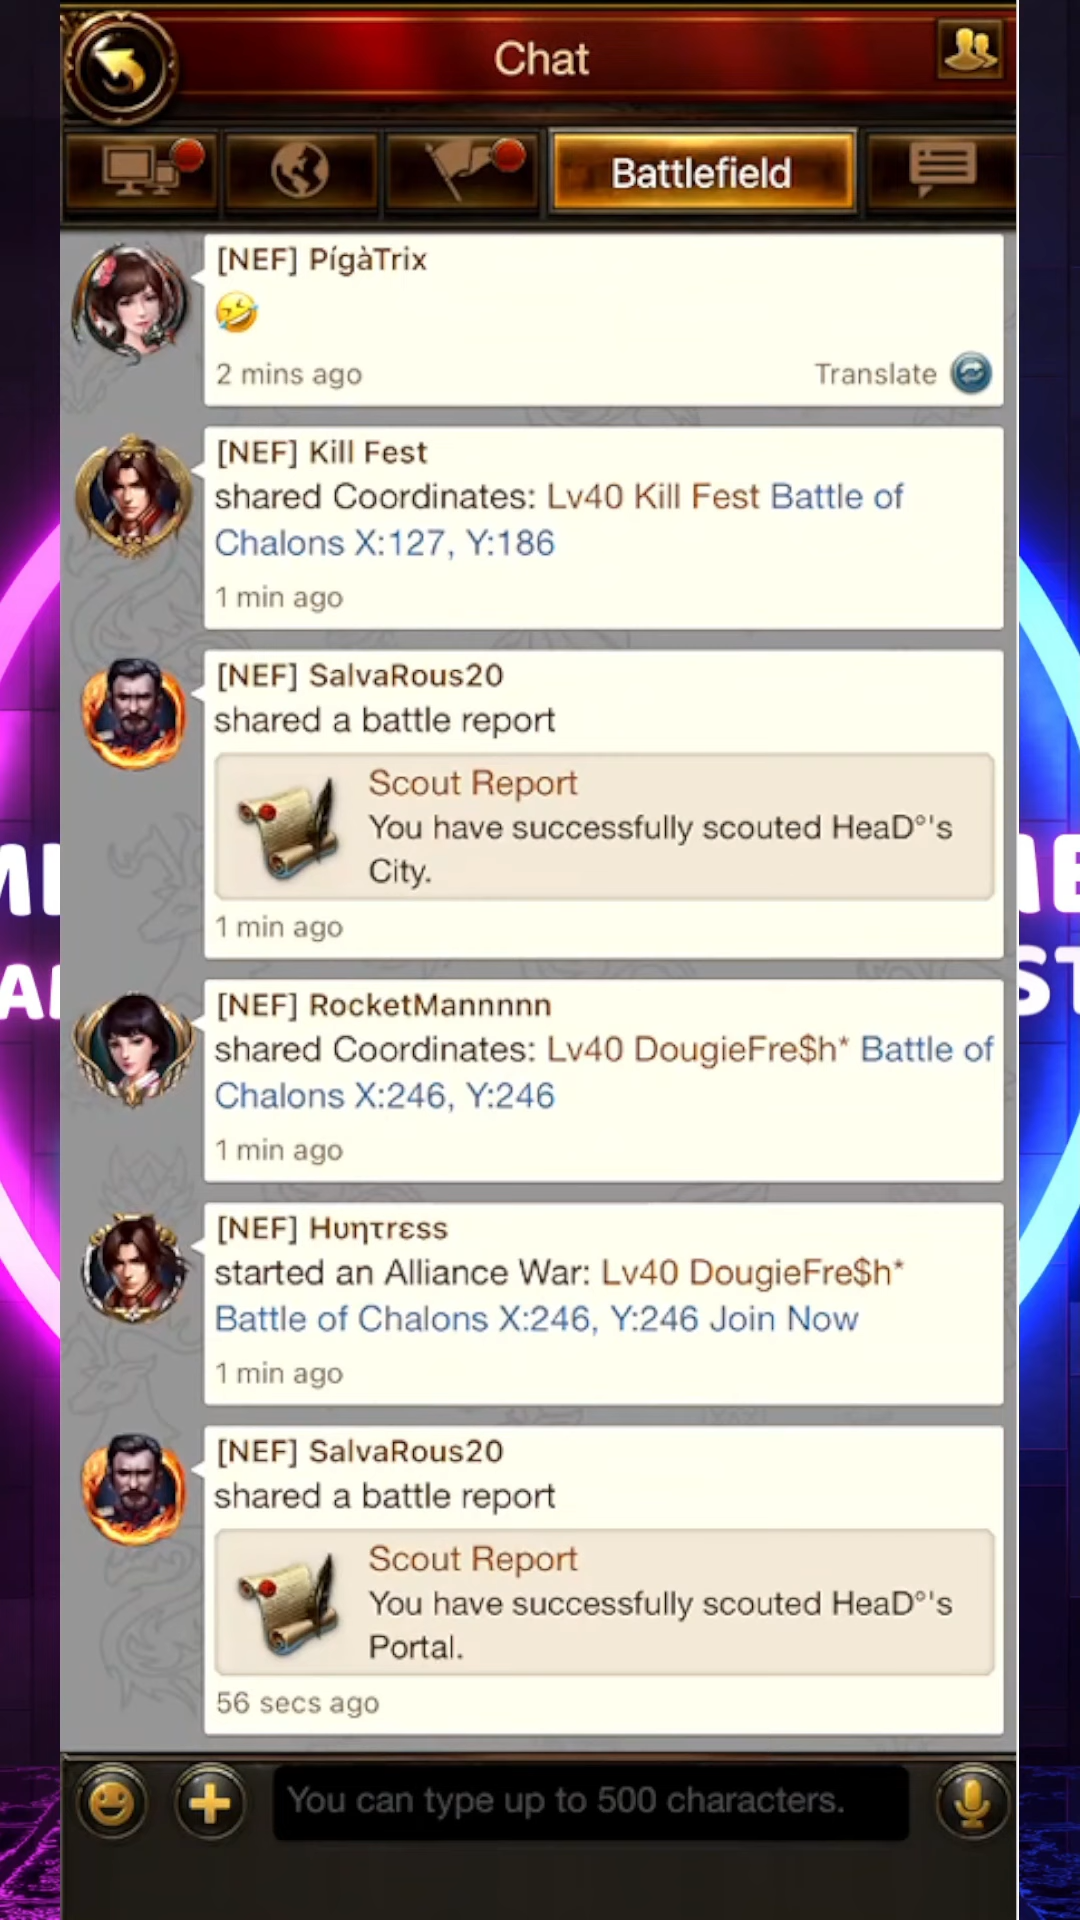 Chat
Battlefield
[NEF] PígàTrix
🤣
2 mins ago
Translate
[NEF] Kill Fest
shared Coordinates: Lv40 Kill Fest Battle of
Chalons X:127, Y:186
1 min ago
[NEF] SalvaRous20
shared a battle report
Scout Report
You have successfully scouted HeaD°'s
City.
1 min ago
[NEF] RocketMannnnn
shared Coordinates: Lv40 DougieFre$h* Battle of
Chalons X:246, Y:246
1 min ago
[NEF] Hυητrεss
started an Alliance War: Lv40 DougieFre$h*
Battle of Chalons X:246, Y:246 Join Now
1 min ago
[NEF] SalvaRous20
shared a battle report
Scout Report
You have successfully scouted HeaD°'s
Portal.
56 secs ago
You can type up to 500 characters.